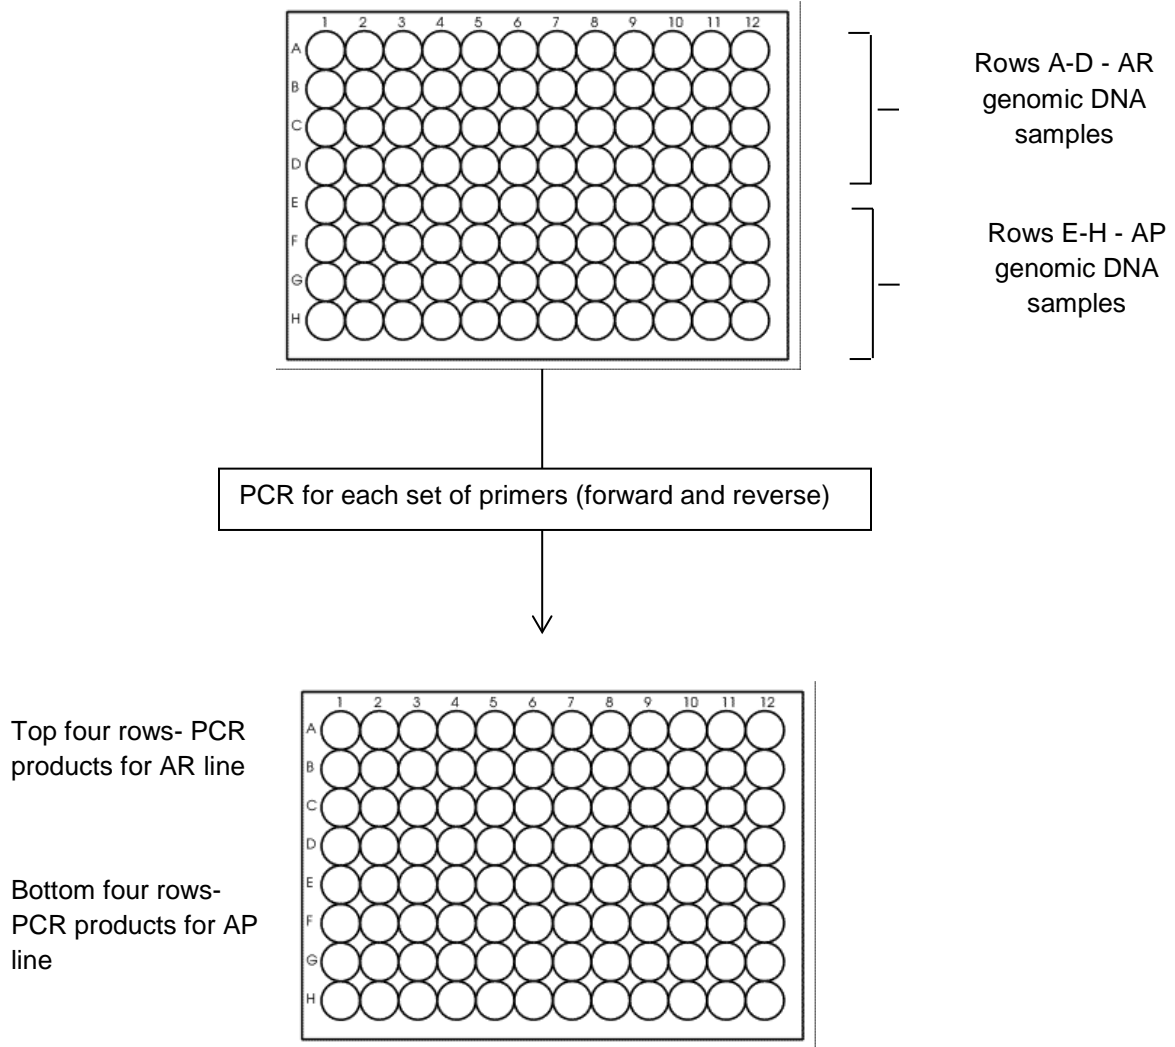 1 2 3 4 5 6 7 8 9 10 11 12
A
B
C
D
E
F
G
H
Rows A-D - AR
genomic DNA
samples
Rows E-H - AP
genomic DNA
samples
PCR for each set of primers (forward and reverse)
Top four rows- PCR
products for AR line
Bottom four rows-
PCR products for AP
line
1 2 3 4 5 6 7 8 9 10 11 12
A
B
C
D
E
F
G
H